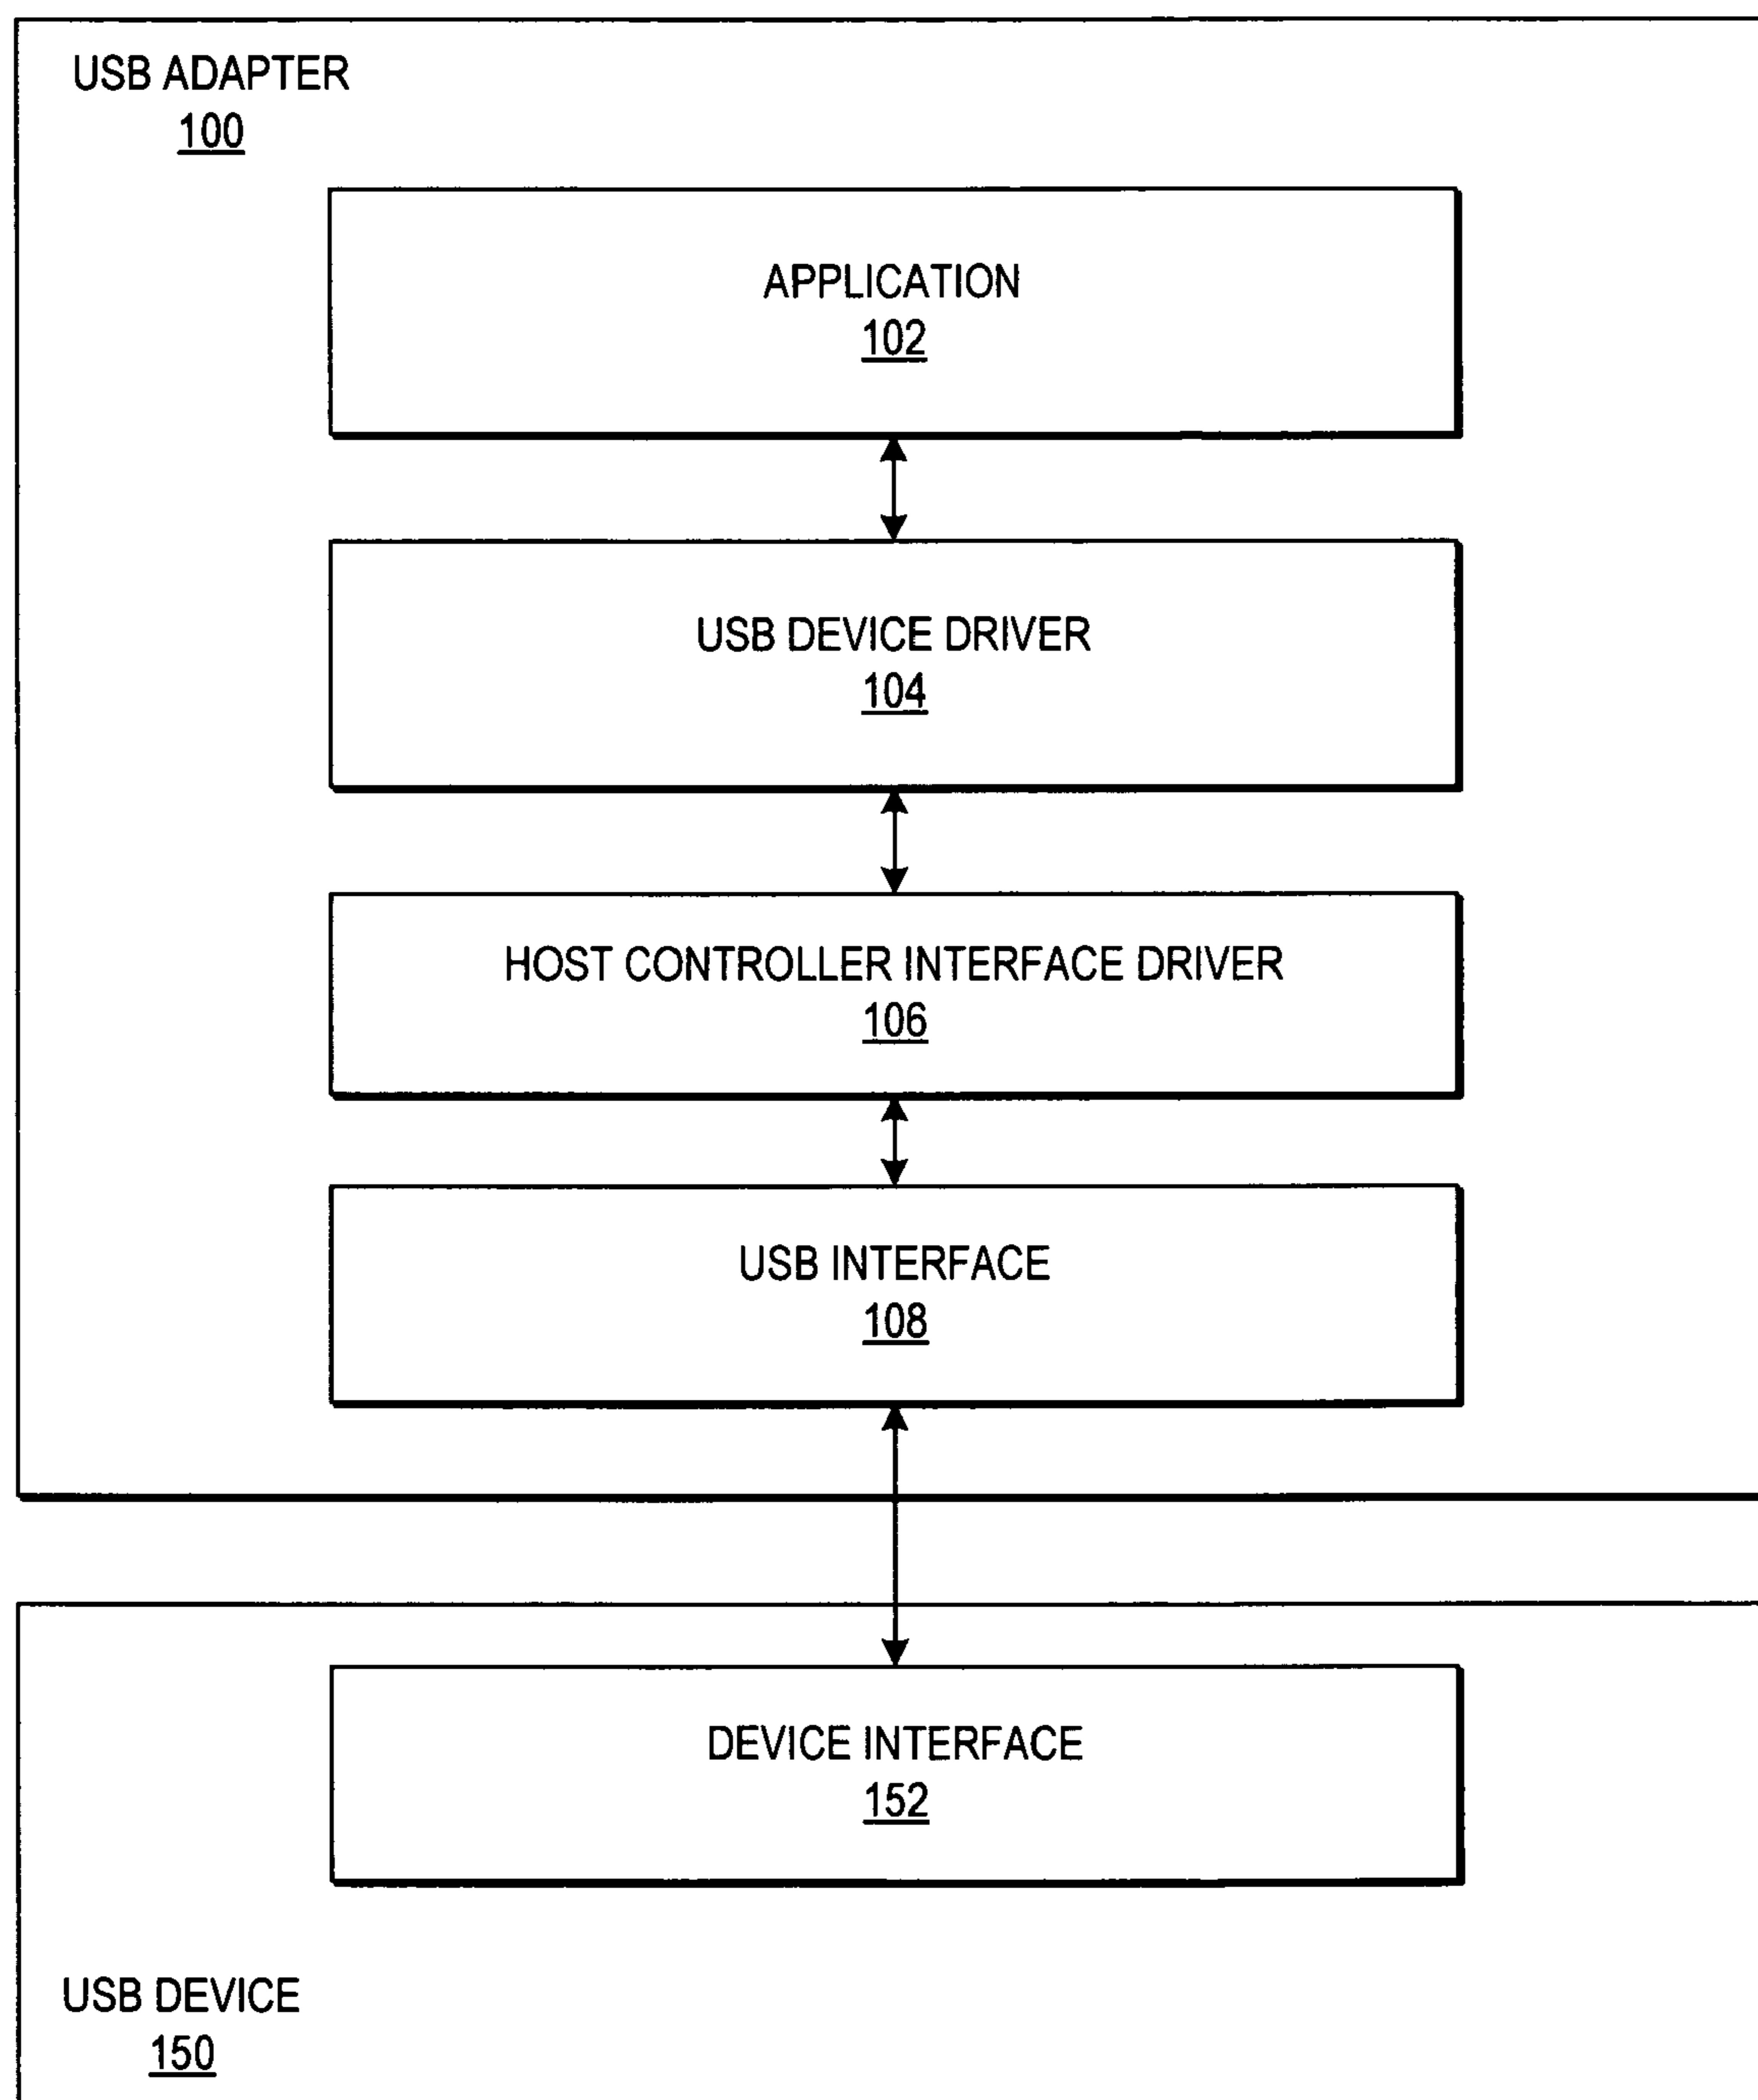 USB ADAPTER
100
APPLICATION
102
USB DEVICE DRIVER
104
HOST CONTROLLER INTERFACE DRIVER
106
USB INTERFACE
108
DEVICE INTERFACE
152
USB DEVICE
150